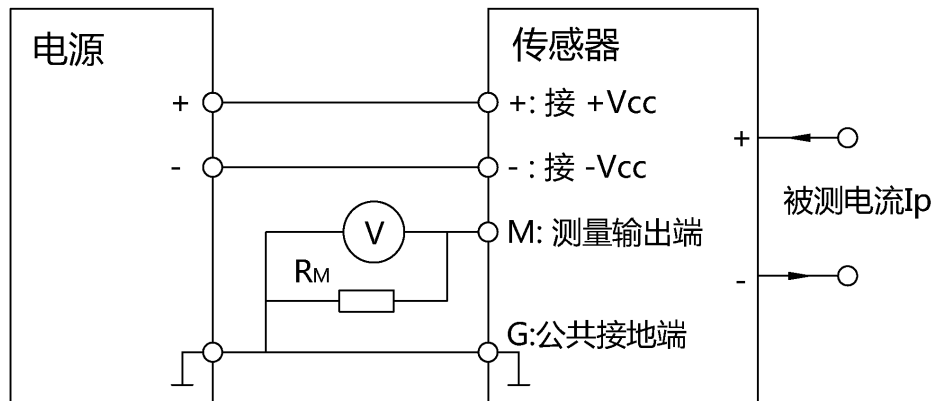 电源
传感器
+
+: 接 +Vcc
-
- : 接 -Vcc
+
被测电流Ip
-
V
M: 测量输出端
RM
G:公共接地端